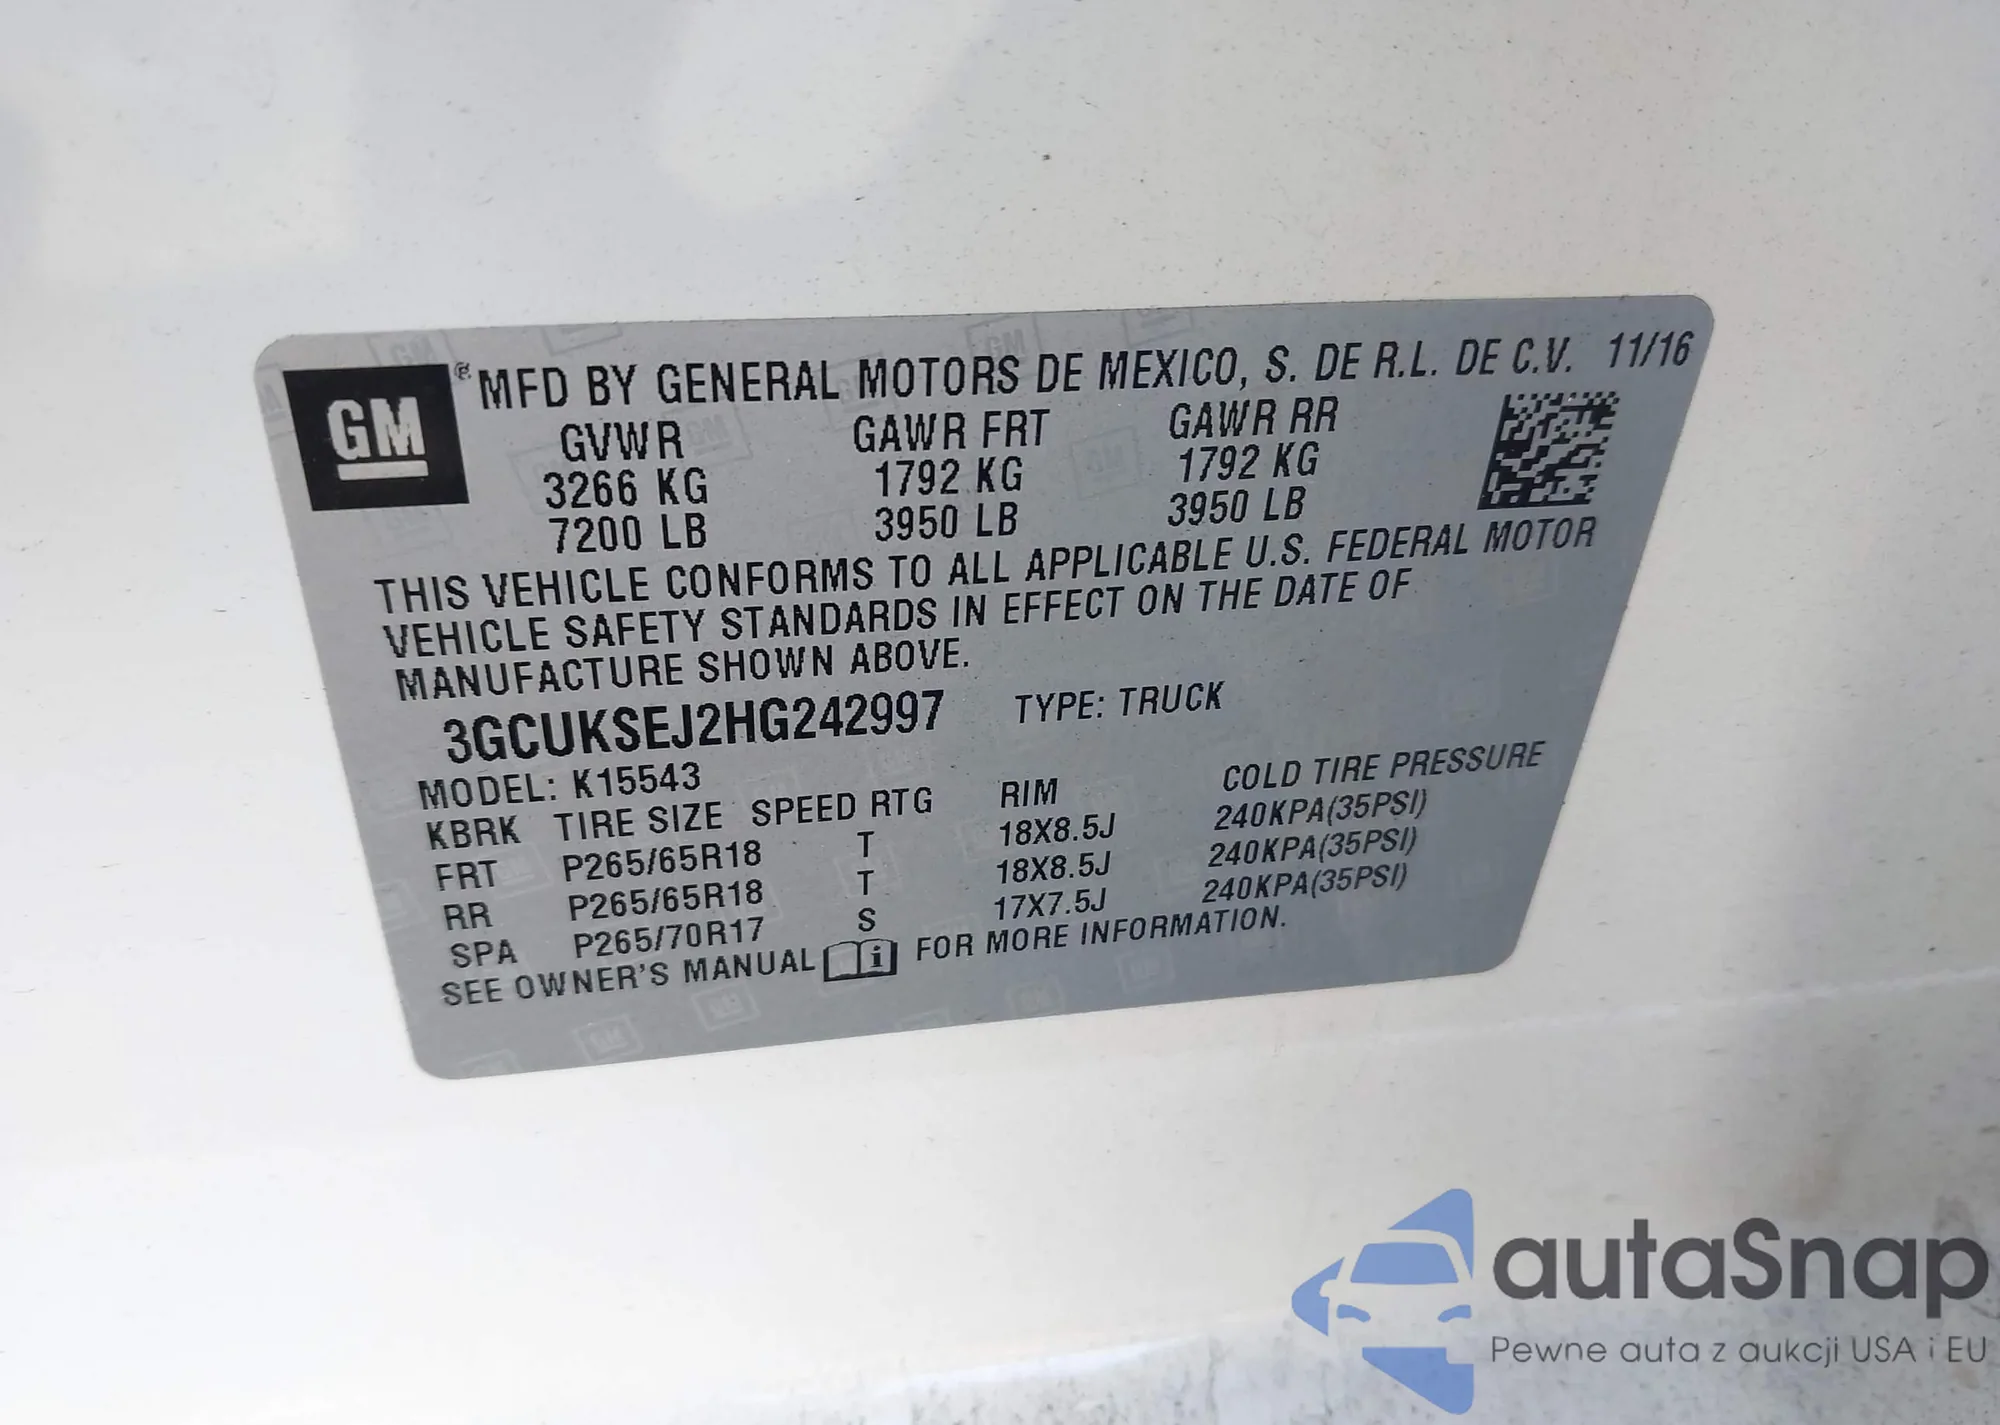 GM ® MFD BY GENERAL MOTORS DE MEXICO, S. DE R.L. DE C.V. 11/16
GVWR GAWR FRT GAWR RR
3266 KG 1792 KG 1792 KG
7200 LB 3950 LB 3950 LB
THIS VEHICLE CONFORMS TO ALL APPLICABLE U.S. FEDERAL MOTOR
VEHICLE SAFETY STANDARDS IN EFFECT ON THE DATE OF
MANUFACTURE SHOWN ABOVE.
3GCUKSEJ2HG242997 TYPE: TRUCK
MODEL: K15543
KBRK TIRE SIZE SPEED RTG RIM COLD TIRE PRESSURE
FRT P265/65R18 T 18X8.5J 240KPA(35PSI)
RR P265/65R18 T 18X8.5J 240KPA(35PSI)
SPA P265/70R17 S 17X7.5J 240KPA(35PSI)
SEE OWNER'S MANUAL i FOR MORE INFORMATION.
autaSnap
Pewne auta z aukcji USA i EU